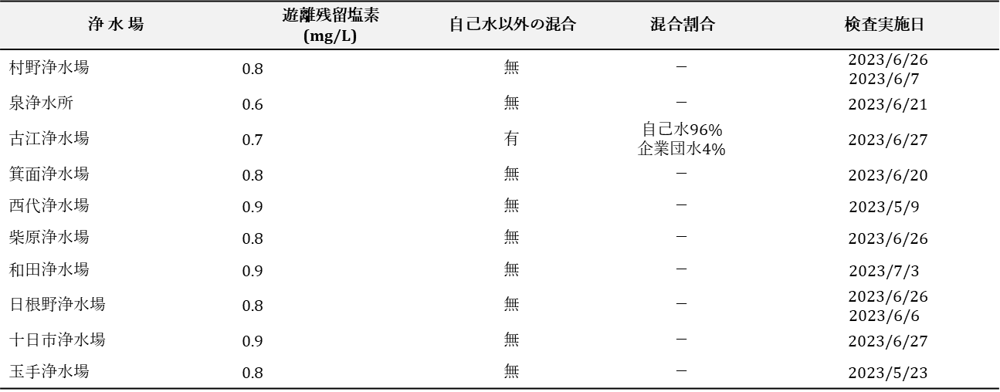 浄 水 場 遊離残留塩素 (mg/L) 自己水以外の混合 混合割合 検査実施日
村野浄水場 0.8 無 － 2023/6/26
2023/6/7
泉浄水所 0.6 無 － 2023/6/21
古江浄水場 0.7 有 自己水96% 2023/6/27
企業団水4%
箕面浄水場 0.8 無 － 2023/6/20
西代浄水場 0.9 無 － 2023/5/9
柴原浄水場 0.8 無 － 2023/6/26
和田浄水場 0.9 無 － 2023/7/3
日根野浄水場 0.8 無 － 2023/6/26
2023/6/6
十日市浄水場 0.9 無 － 2023/6/27
玉手浄水場 0.8 無 － 2023/5/23